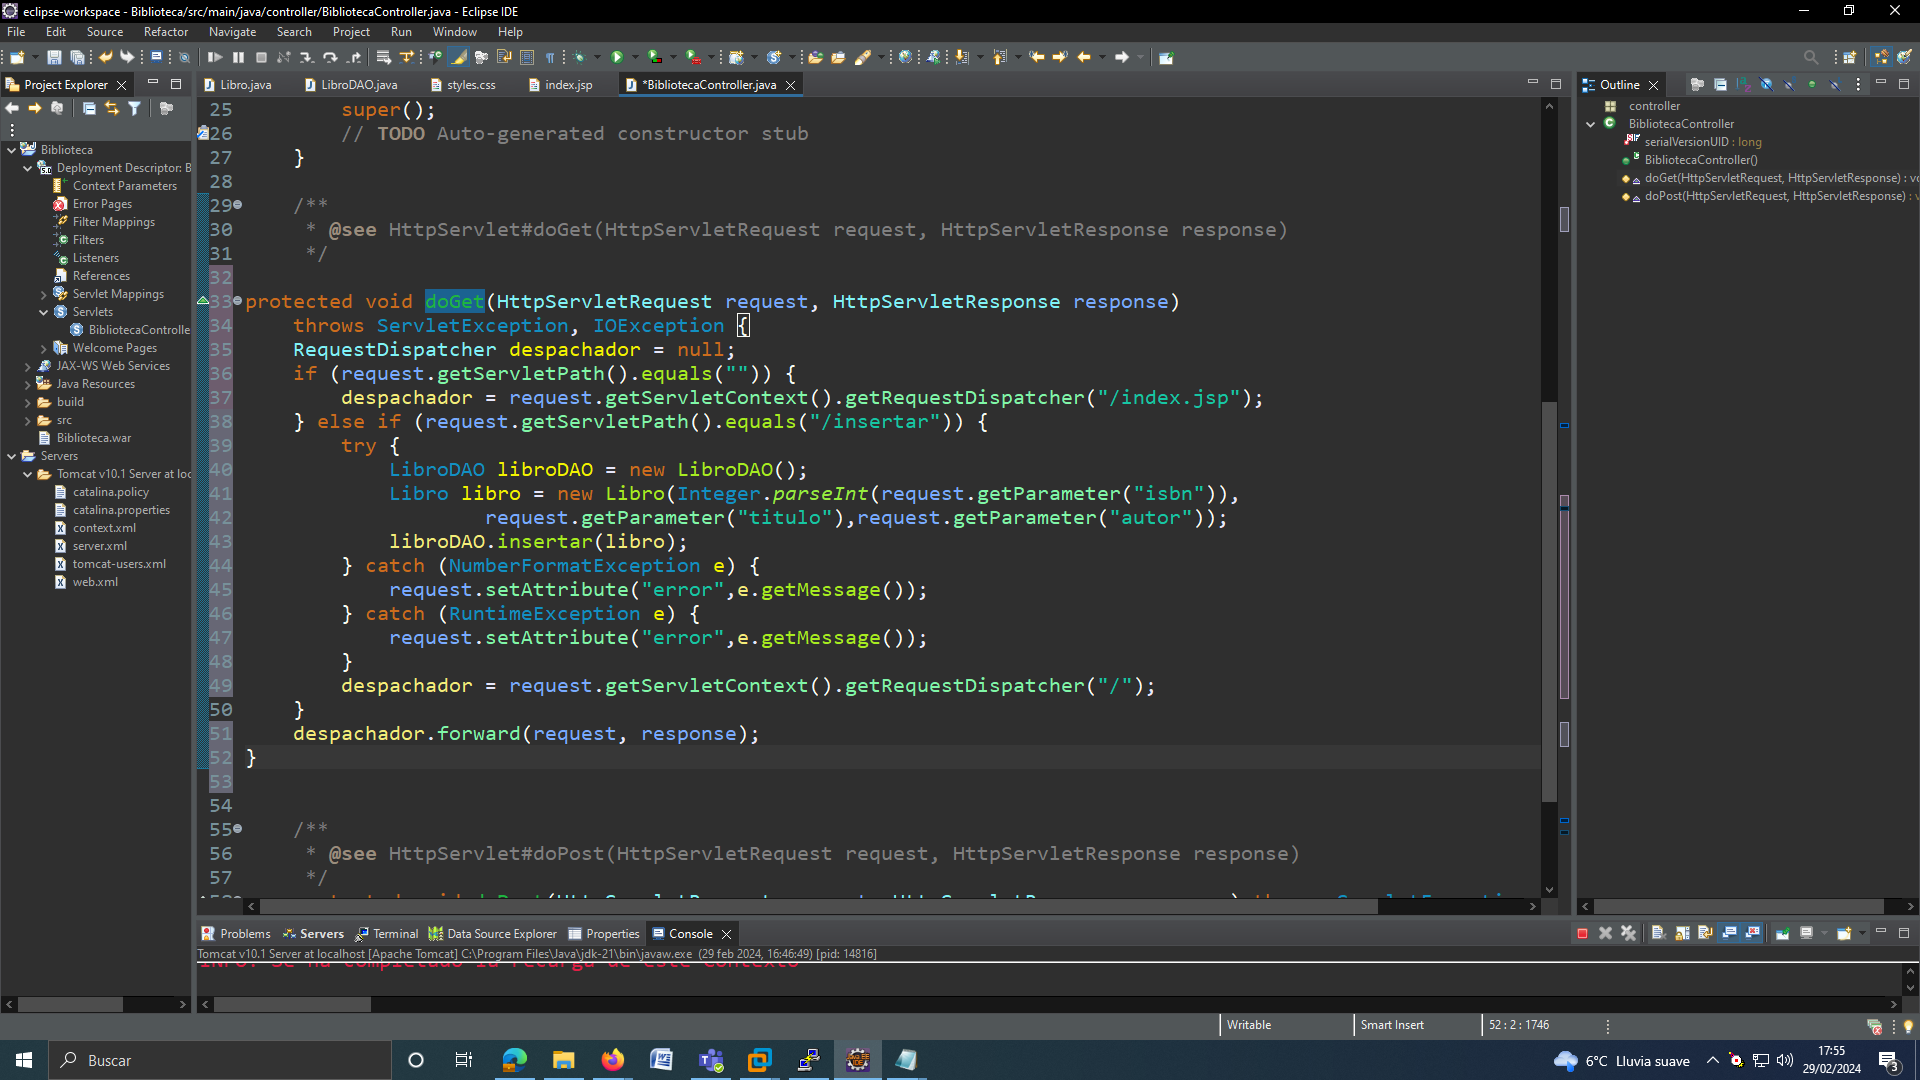 eclipse-workspace - Biblioteca/src/main/java/controller/BibliotecaController.java - Eclipse IDE
File Edit Source Refactor Navigate Search Project Run Window Help
Project Explorer
Libro.java
LibroDAO.java
styles.css
index.jsp
*BibliotecaController.java
Outline
Biblioteca
Deployment Descriptor: B
Context Parameters
Error Pages
Filter Mappings
Filters
Listeners
References
Servlet Mappings
Servlets
BibliotecaControlle
Welcome Pages
JAX-WS Web Services
Java Resources
build
src
Biblioteca.war
Servers
Tomcat v10.1 Server at loc
catalina.policy
catalina.properties
context.xml
server.xml
tomcat-users.xml
web.xml
25 super();
26 // TODO Auto-generated constructor stub
27 }
28
29 /**
30 * @see HttpServlet#doGet(HttpServletRequest request, HttpServletResponse response)
31 */
32
33 protected void doGet(HttpServletRequest request, HttpServletResponse response)
34 throws ServletException, IOException {
35 RequestDispatcher despachador = null;
36 if (request.getServletPath().equals("")) {
37 despachador = request.getServletContext().getRequestDispatcher("/index.jsp");
38 } else if (request.getServletPath().equals("/insertar")) {
39 try {
40 LibroDAO libroDAO = new LibroDAO();
41 Libro libro = new Libro(Integer.parseInt(request.getParameter("isbn")),
42 request.getParameter("titulo"),request.getParameter("autor"));
43 libroDAO.insertar(libro);
44 } catch (NumberFormatException e) {
45 request.setAttribute("error",e.getMessage());
46 } catch (RuntimeException e) {
47 request.setAttribute("error",e.getMessage());
48 }
49 despachador = request.getServletContext().getRequestDispatcher("/");
50 }
51 despachador.forward(request, response);
52 }
53
54
55 /**
56 * @see HttpServlet#doPost(HttpServletRequest request, HttpServletResponse response)
57 */
controller
BibliotecaController
serialVersionUID : long
BibliotecaController()
doGet(HttpServletRequest, HttpServletResponse) : vo
doPost(HttpServletRequest, HttpServletResponse) : v
Problems Servers Terminal Data Source Explorer Properties Console
Tomcat v10.1 Server at localhost [Apache Tomcat] C:\Program Files\Java\jdk-21\bin\javaw.exe (29 feb 2024, 16:46:49) [pid: 14816]
INFO: Se ha completado la recarga de este contexto
Writable Smart Insert 52 : 2 : 1746
Buscar
6°C Lluvia suave
17:55
29/02/2024
3